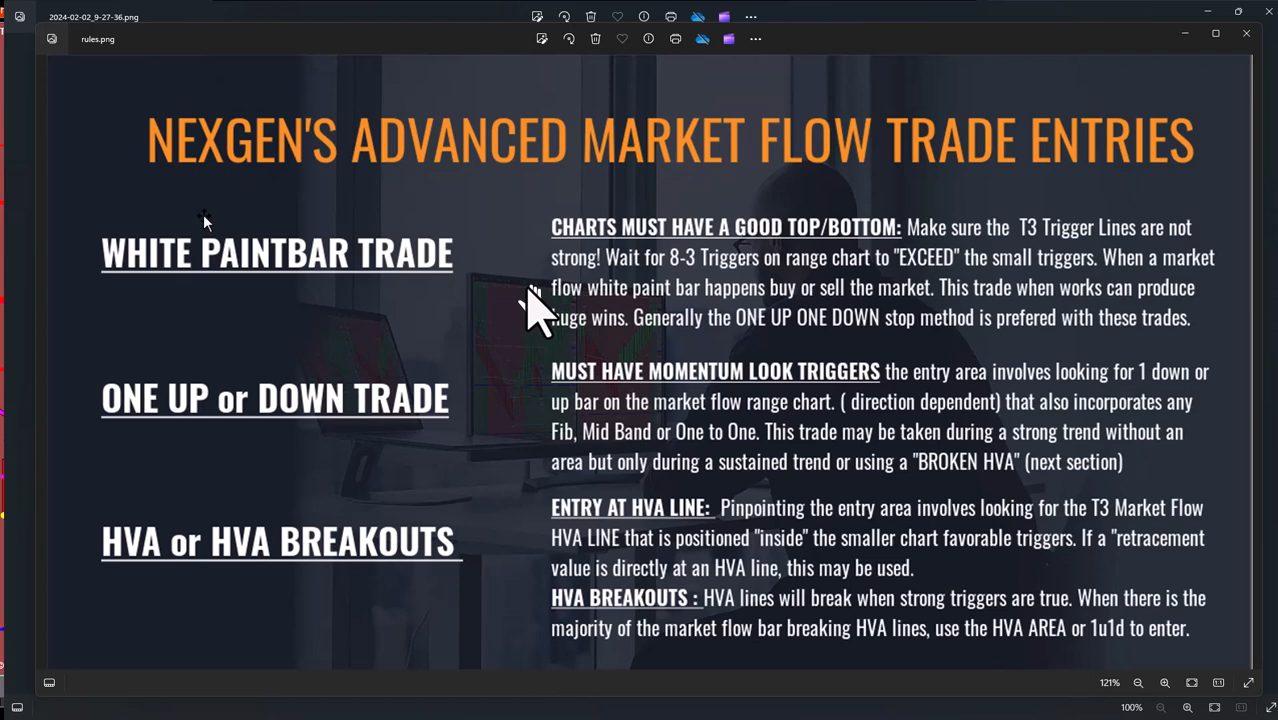 2024-02-02_9-27-36.png
rules.png
NEXGEN'S ADVANCED MARKET FLOW TRADE ENTRIES
WHITE PAINTBAR TRADE
CHARTS MUST HAVE A GOOD TOP/BOTTOM: Make sure the T3 Trigger Lines are not
strong! Wait for 8-3 Triggers on range chart to "EXCEED" the small triggers. When a market
flow white paint bar happens buy or sell the market. This trade when works can produce
huge wins. Generally the ONE UP ONE DOWN stop method is prefered with these trades.
ONE UP or DOWN TRADE
MUST HAVE MOMENTUM LOOK TRIGGERS the entry area involves looking for 1 down or
up bar on the market flow range chart. ( direction dependent) that also incorporates any
Fib, Mid Band or One to One. This trade may be taken during a strong trend without an
area but only during a sustained trend or using a "BROKEN HVA" (next section)
HVA or HVA BREAKOUTS
ENTRY AT HVA LINE: Pinpointing the entry area involves looking for the T3 Market Flow
HVA LINE that is positioned "inside" the smaller chart favorable triggers. If a "retracement
value is directly at an HVA line, this may be used.
HVA BREAKOUTS : HVA lines will break when strong triggers are true. When there is the
majority of the market flow bar breaking HVA lines, use the HVA AREA or 1u1d to enter.
121%
100%